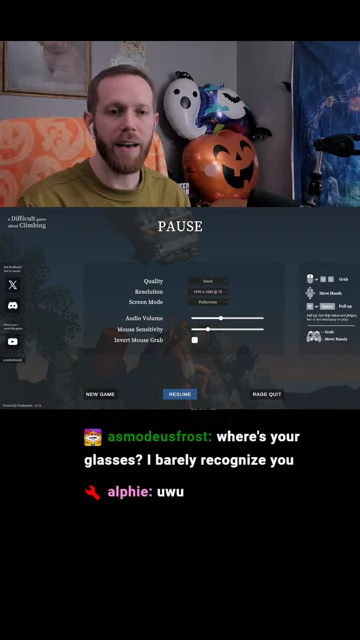 a Difficult game
about Climbing
PAUSE
Quality
Good
Resolution
Screen Mode
Fullscreen
Audio Volume
Mouse Sensitivity
Invert Mouse Grab
Grab
Move Hands
Pull up
Grab
Move Hands
Leaderboard
NEW GAME
RESUME
RAGE QUIT
asmodeusfrost: where's your
glasses? I barely recognize you
alphie: uwu